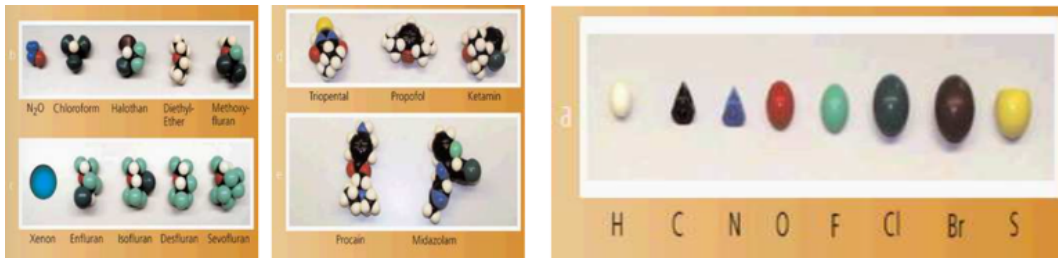 b
N₂O Chloroform Halothan Diethyl-Ether Methoxy-fluran
c
Xenon Enfluran Isofluran Desfluran Sevofluran
d
Triopental Propofol Ketamin
e
Procain Midazolam
a
H C N O F Cl Br S